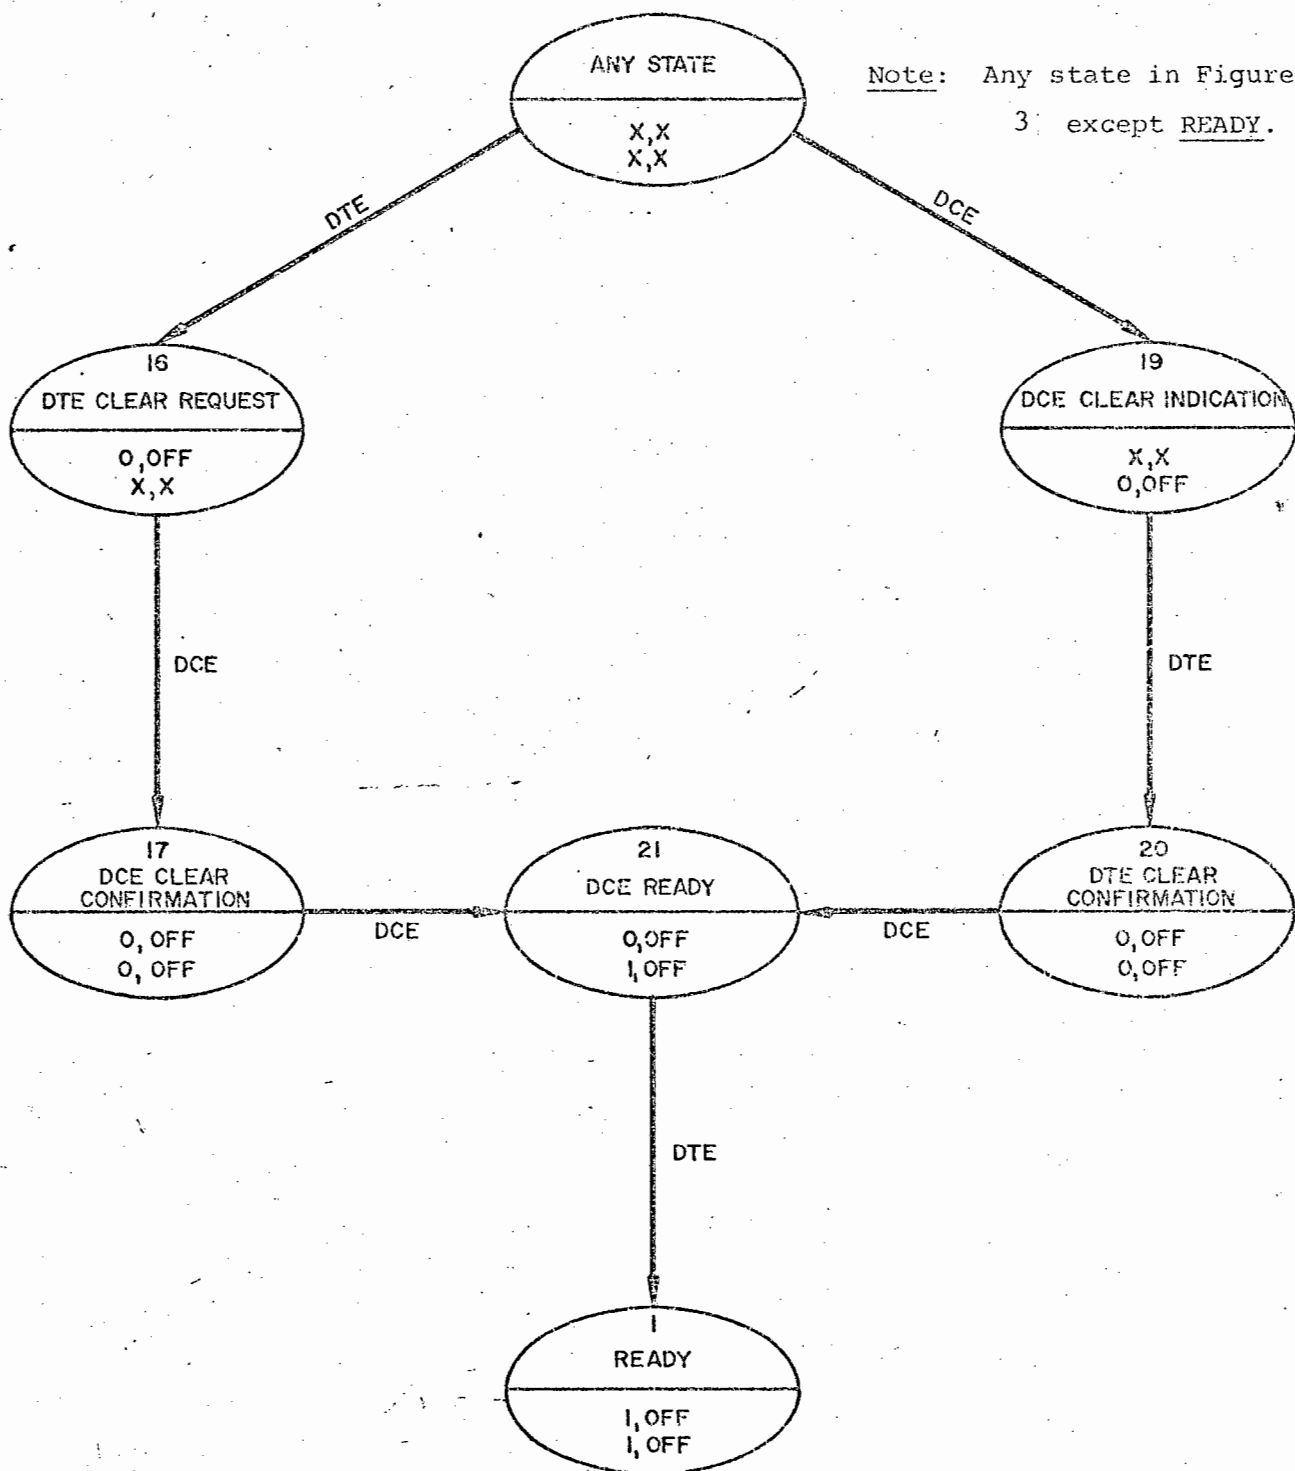 ANY STATE
X,X
X,X
Note: Any state in Figure
3 except READY.
DTE
DCE
16
DTE CLEAR REQUEST
0,OFF
X,X
19
DCE CLEAR INDICATION
X,X
0,OFF
DCE
DTE
17
DCE CLEAR
CONFIRMATION
0, OFF
0, OFF
DCE
21
DCE READY
0,OFF
1,OFF
DCE
20
DTE CLEAR
CONFIRMATION
0,OFF
0,OFF
DTE
1
READY
1,OFF
1,OFF